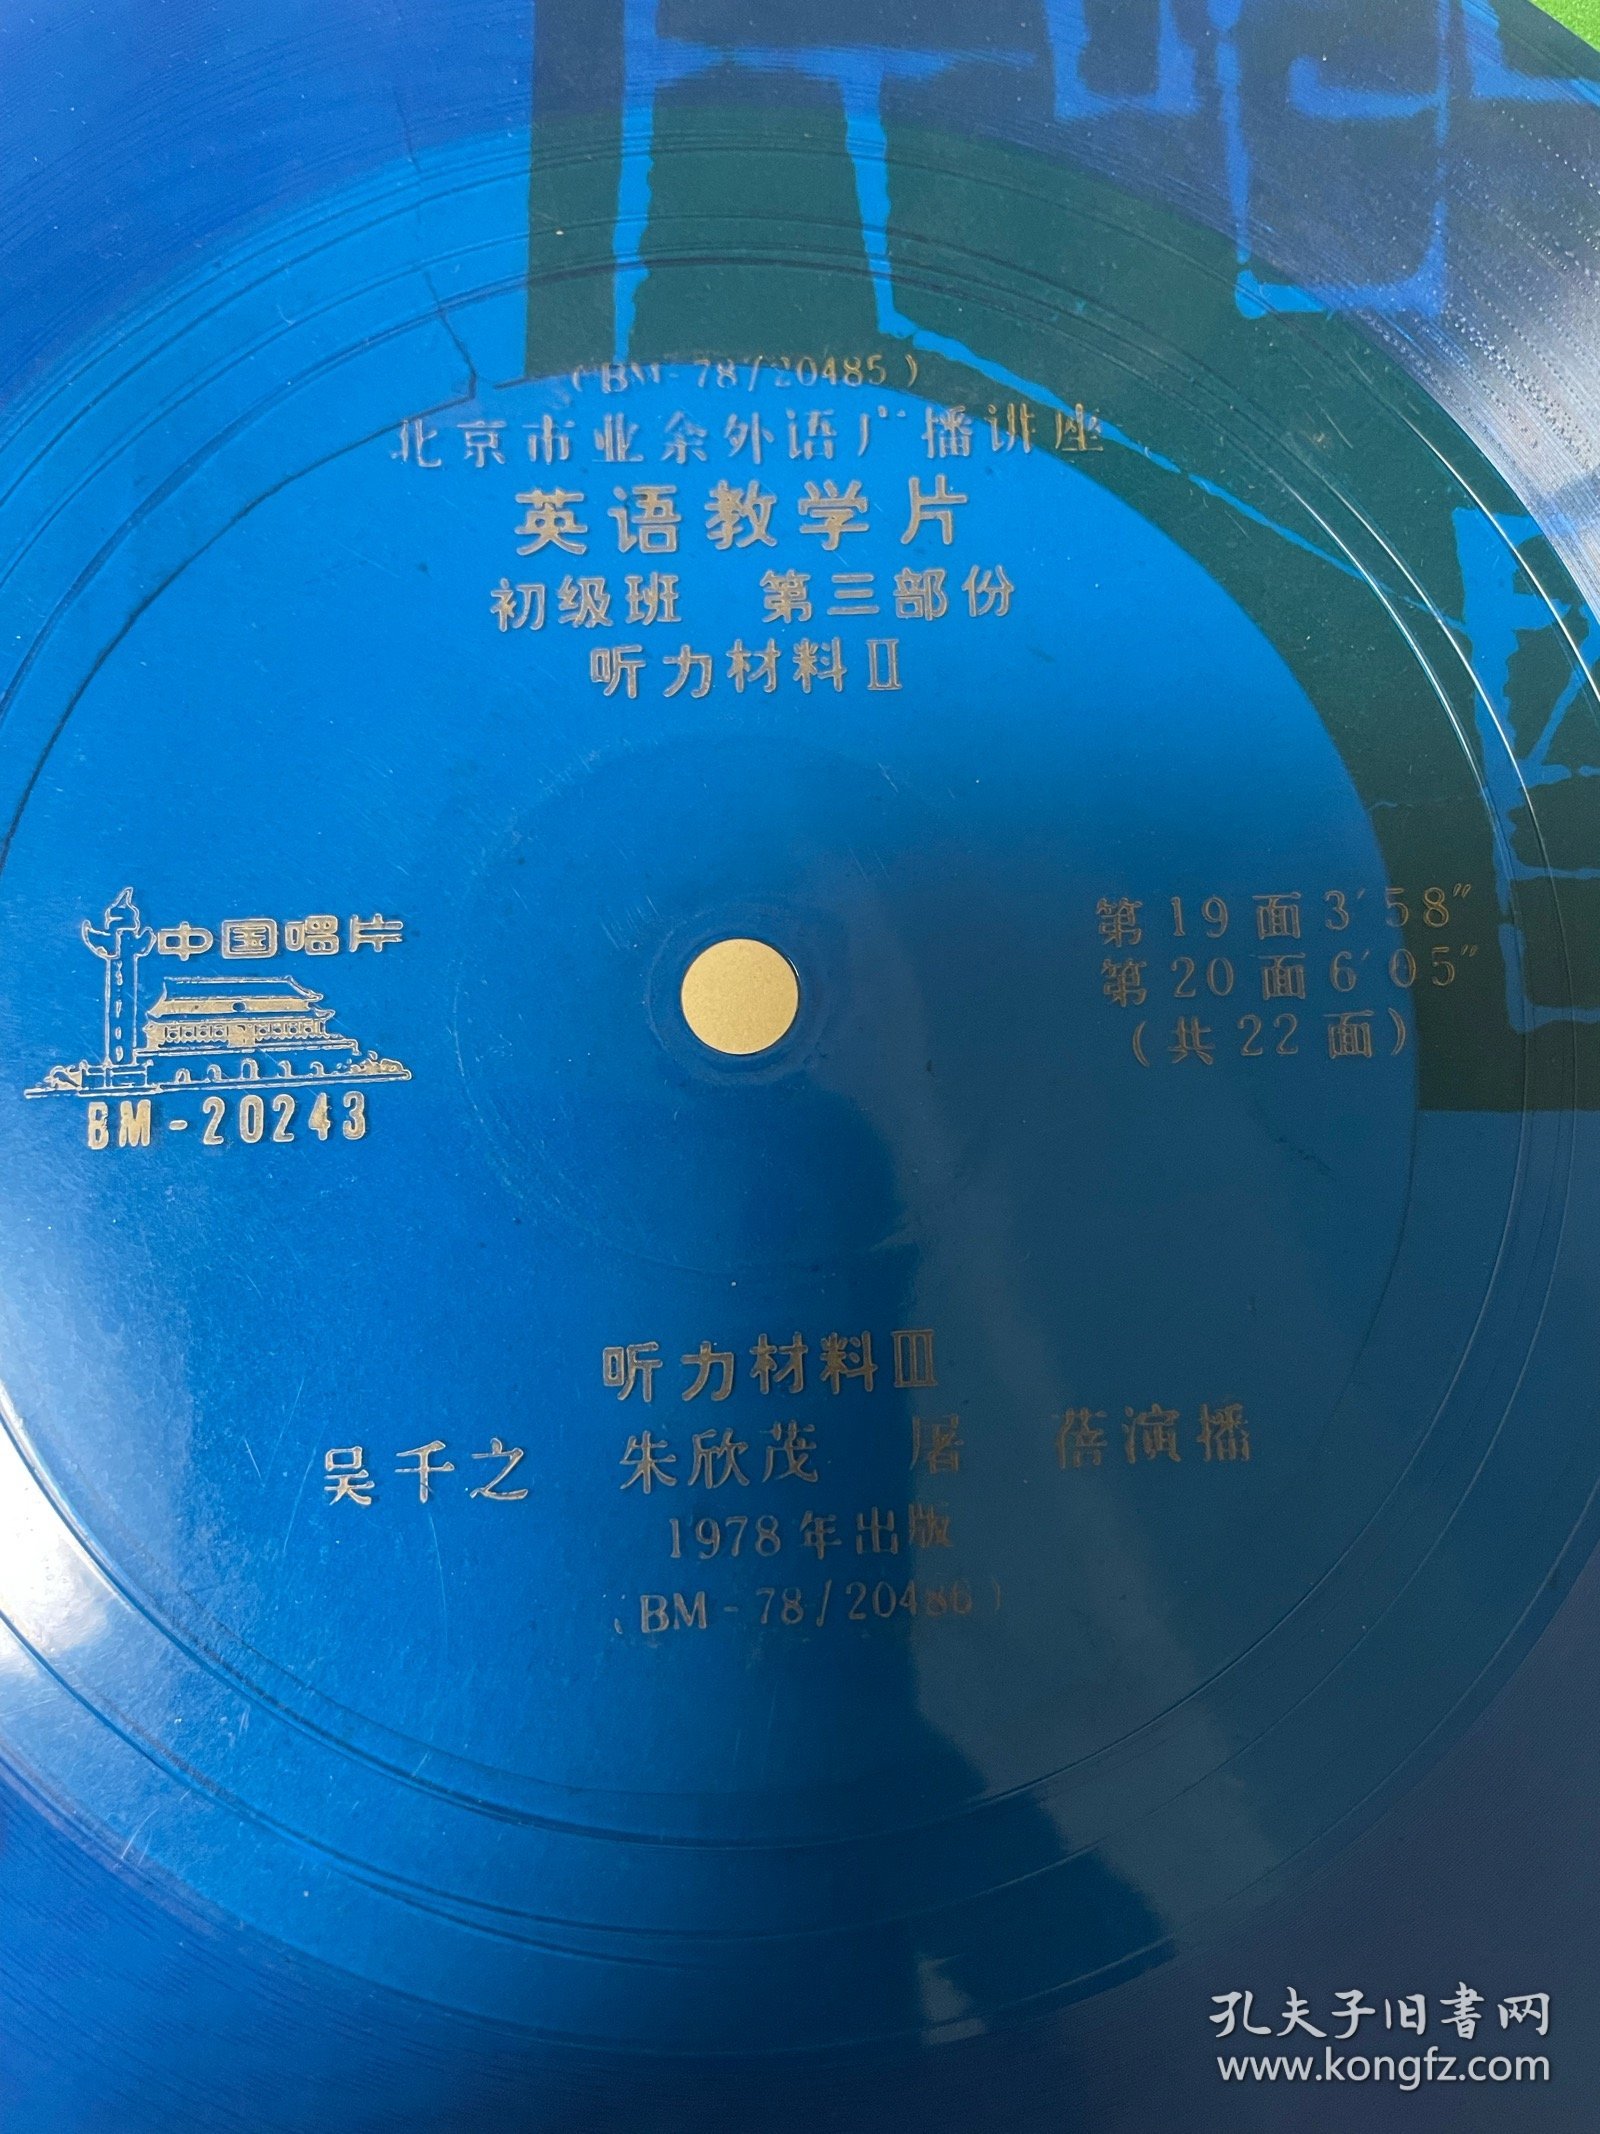 (BM-78/20485)
北京市业余外语广播讲座
英语教学片
初级班 第三部份
听力材料II
中国唱片
BM-20243
第19面3′58″
第20面6′05″
(共22面)
听力材料III
吴千之 朱欣茂 屠 蓓演播
1978年出版
(BM-78/20486)
孔夫子旧书网
www.kongfz.com